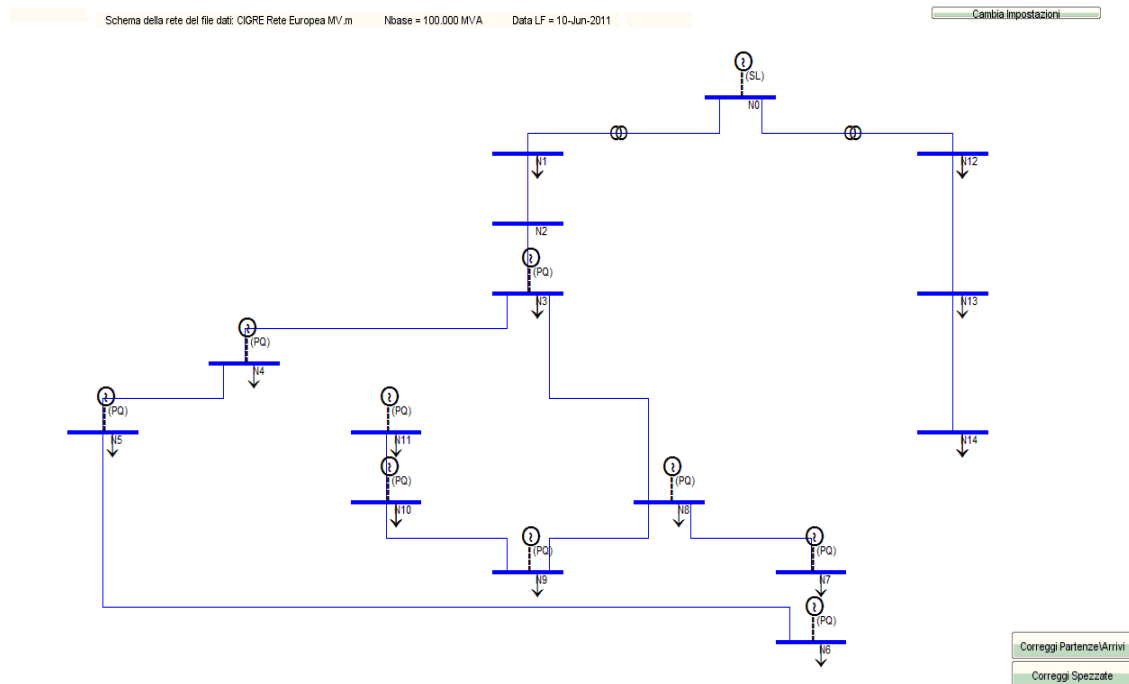 Schema della rete del file dati: CIGRE Rete Europea MV.m Nbase = 100.000 MVA Data LF = 10-Jun-2011
Cambia Impostazioni
(SL)
N0
N1
N12
N2
(PQ)
N3
N13
(PQ)
N4
(PQ)
(PQ)
N5
N11
N14
(PQ)
(PQ)
N10
N8
(PQ)
(PQ)
N9
N7
(PQ)
N6
Correggi Partenze\Arrivi
Correggi Spezzate